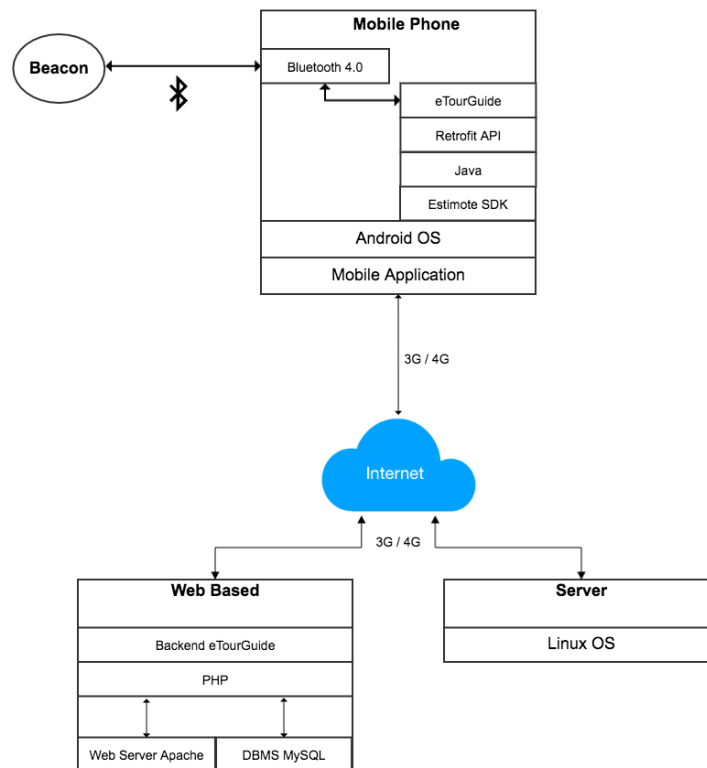 Mobile Phone
Beacon
Bluetooth 4.0
eTourGuide
Retrofit API
Java
Estimote SDK
Android OS
Mobile Application
3G / 4G
Internet
3G / 4G
Web Based
Server
Backend eTourGuide
Linux OS
PHP
Web Server Apache
DBMS MySQL